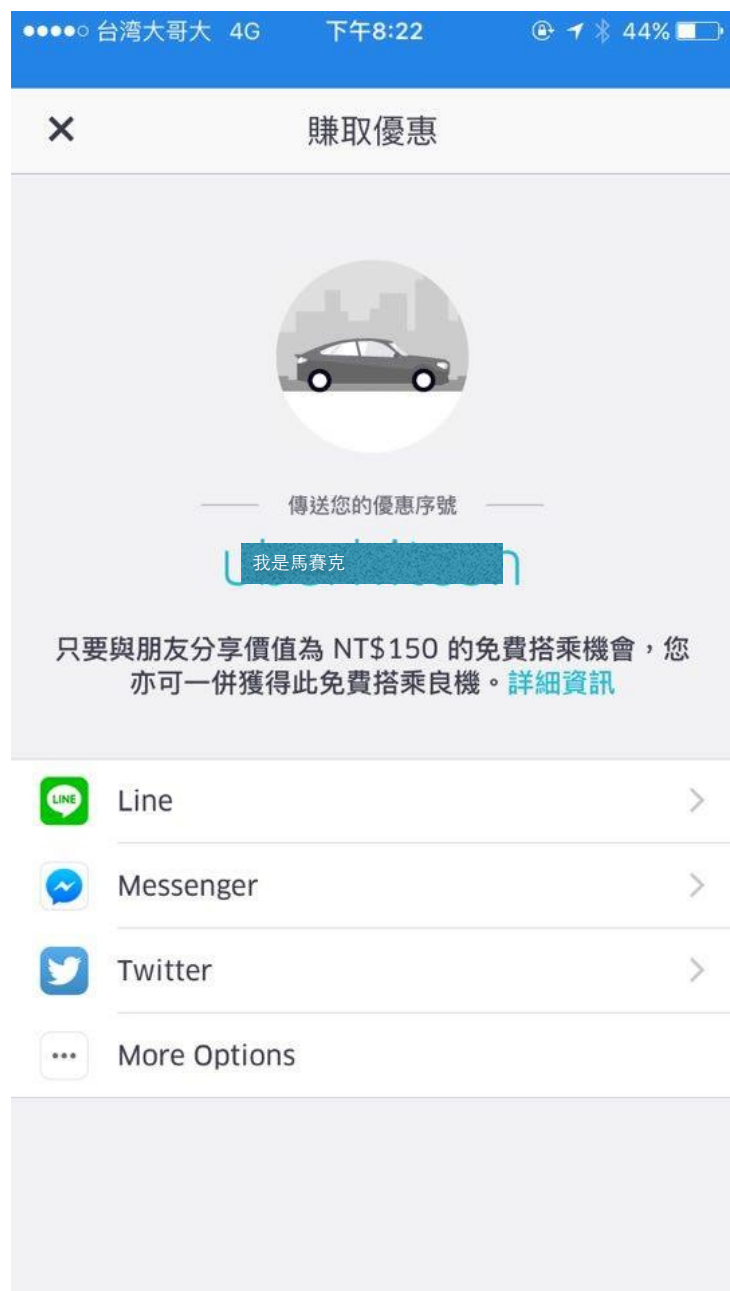 台湾大哥大 4G 下午8:22 44%
賺取優惠
傳送您的優惠序號
我是馬賽克
只要與朋友分享價值為 NT$150 的免費搭乘機會，您
亦可一併獲得此免費搭乘良機。詳細資訊
LINE Line
Messenger
Twitter
More Options